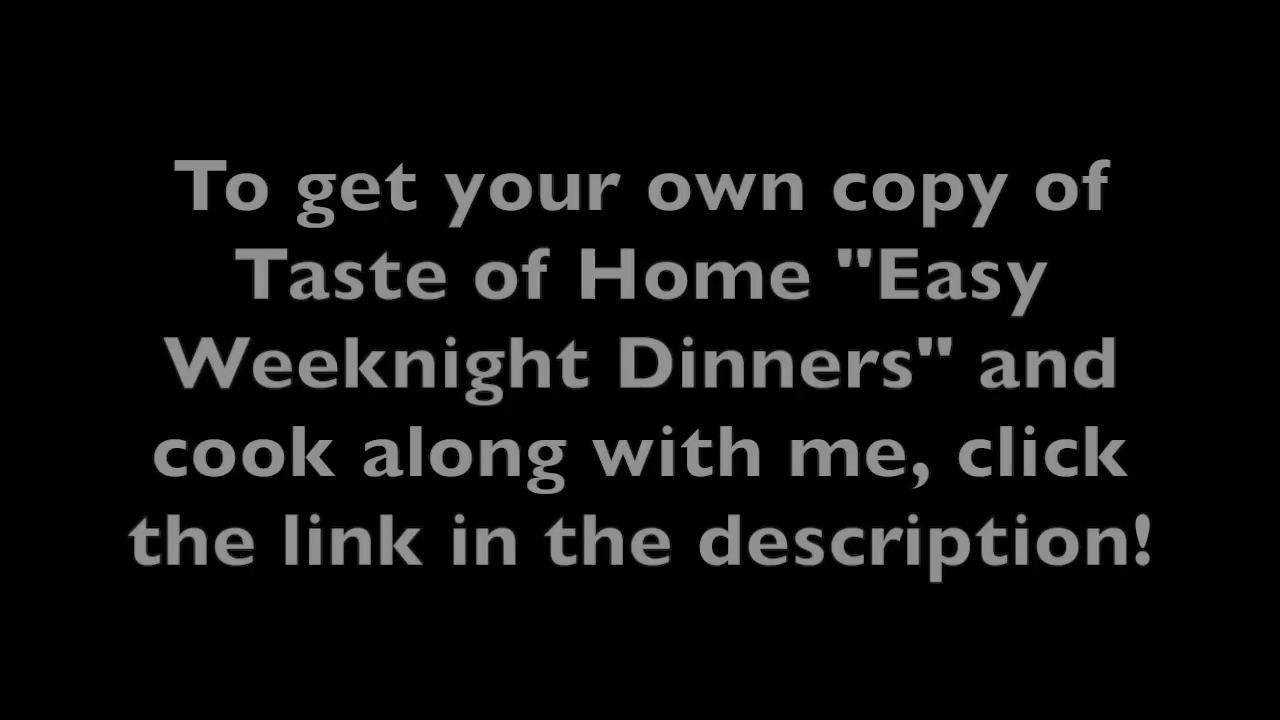 To get your own copy of
Taste of Home "Easy
Weeknight Dinners" and
cook along with me, click
the link in the description!